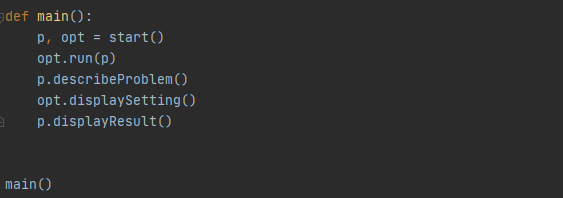 def main():
    p, opt = start()
    opt.run(p)
    p.describeProblem()
    opt.displaySetting()
    p.displayResult()
main()